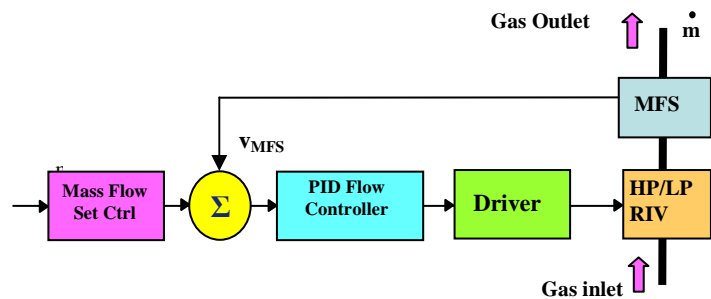 Gas Outlet
ṁ
MFS
vMFS
r
Mass Flow
Set Ctrl
Σ
PID Flow
Controller
Driver
HP/LP
RIV
Gas inlet